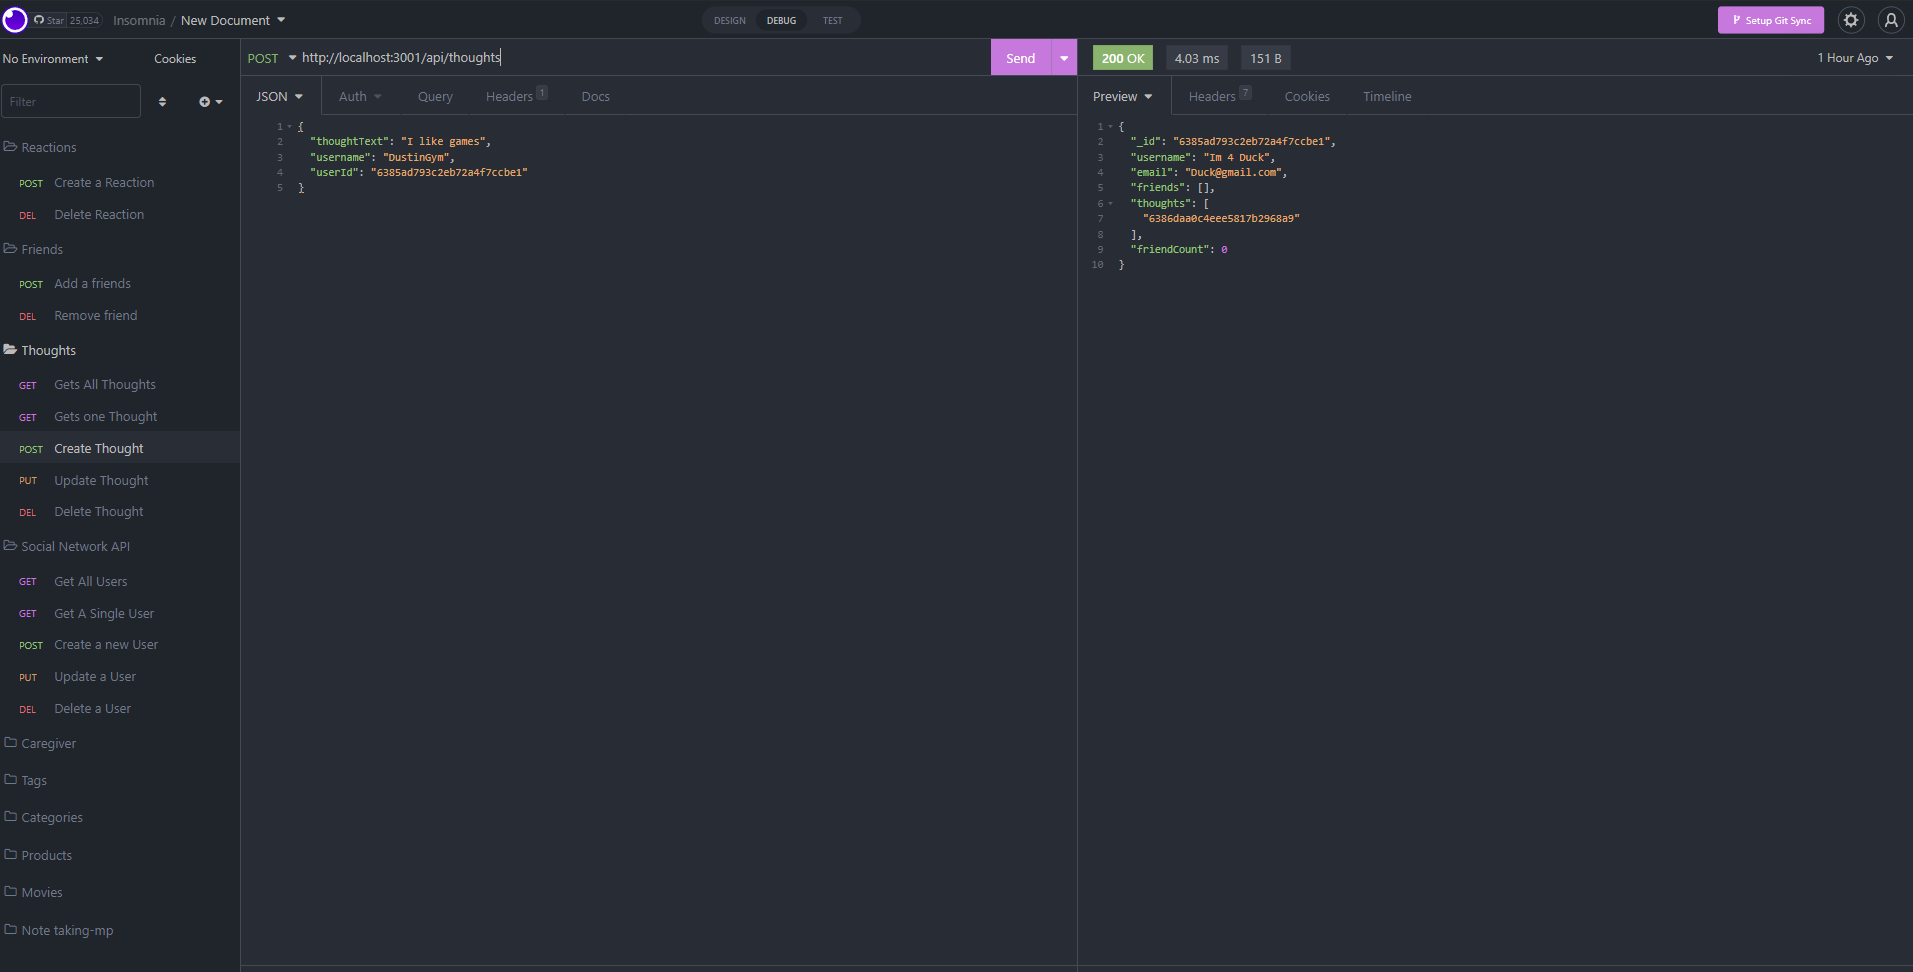 Star 25,034 Insomnia / New Document
DESIGN DEBUG TEST
Setup Git Sync
No Environment Cookies
Filter
Reactions
POST Create a Reaction
DEL Delete Reaction
Friends
POST Add a friends
DEL Remove friend
Thoughts
GET Gets All Thoughts
GET Gets one Thought
POST Create Thought
PUT Update Thought
DEL Delete Thought
Social Network API
GET Get All Users
GET Get A Single User
POST Create a new User
PUT Update a User
DEL Delete a User
Caregiver
Tags
Categories
Products
Movies
Note taking-mp
POST http://localhost:3001/api/thoughts Send
JSON Auth Query Headers 1 Docs
1 {
2 "thoughtText": "I like games",
3 "username": "DustinGym",
4 "userId": "6385ad793c2eb72a4f7ccbe1"
5 }
200 OK 4.03 ms 151 B 1 Hour Ago
Preview Headers 7 Cookies Timeline
1 {
2 "_id": "6385ad793c2eb72a4f7ccbe1",
3 "username": "Im 4 Duck",
4 "email": "Duck@gmail.com",
5 "friends": [],
6 "thoughts": [
7 "6386daa0c4eee5817b2968a9"
8 ],
9 "friendCount": 0
10 }